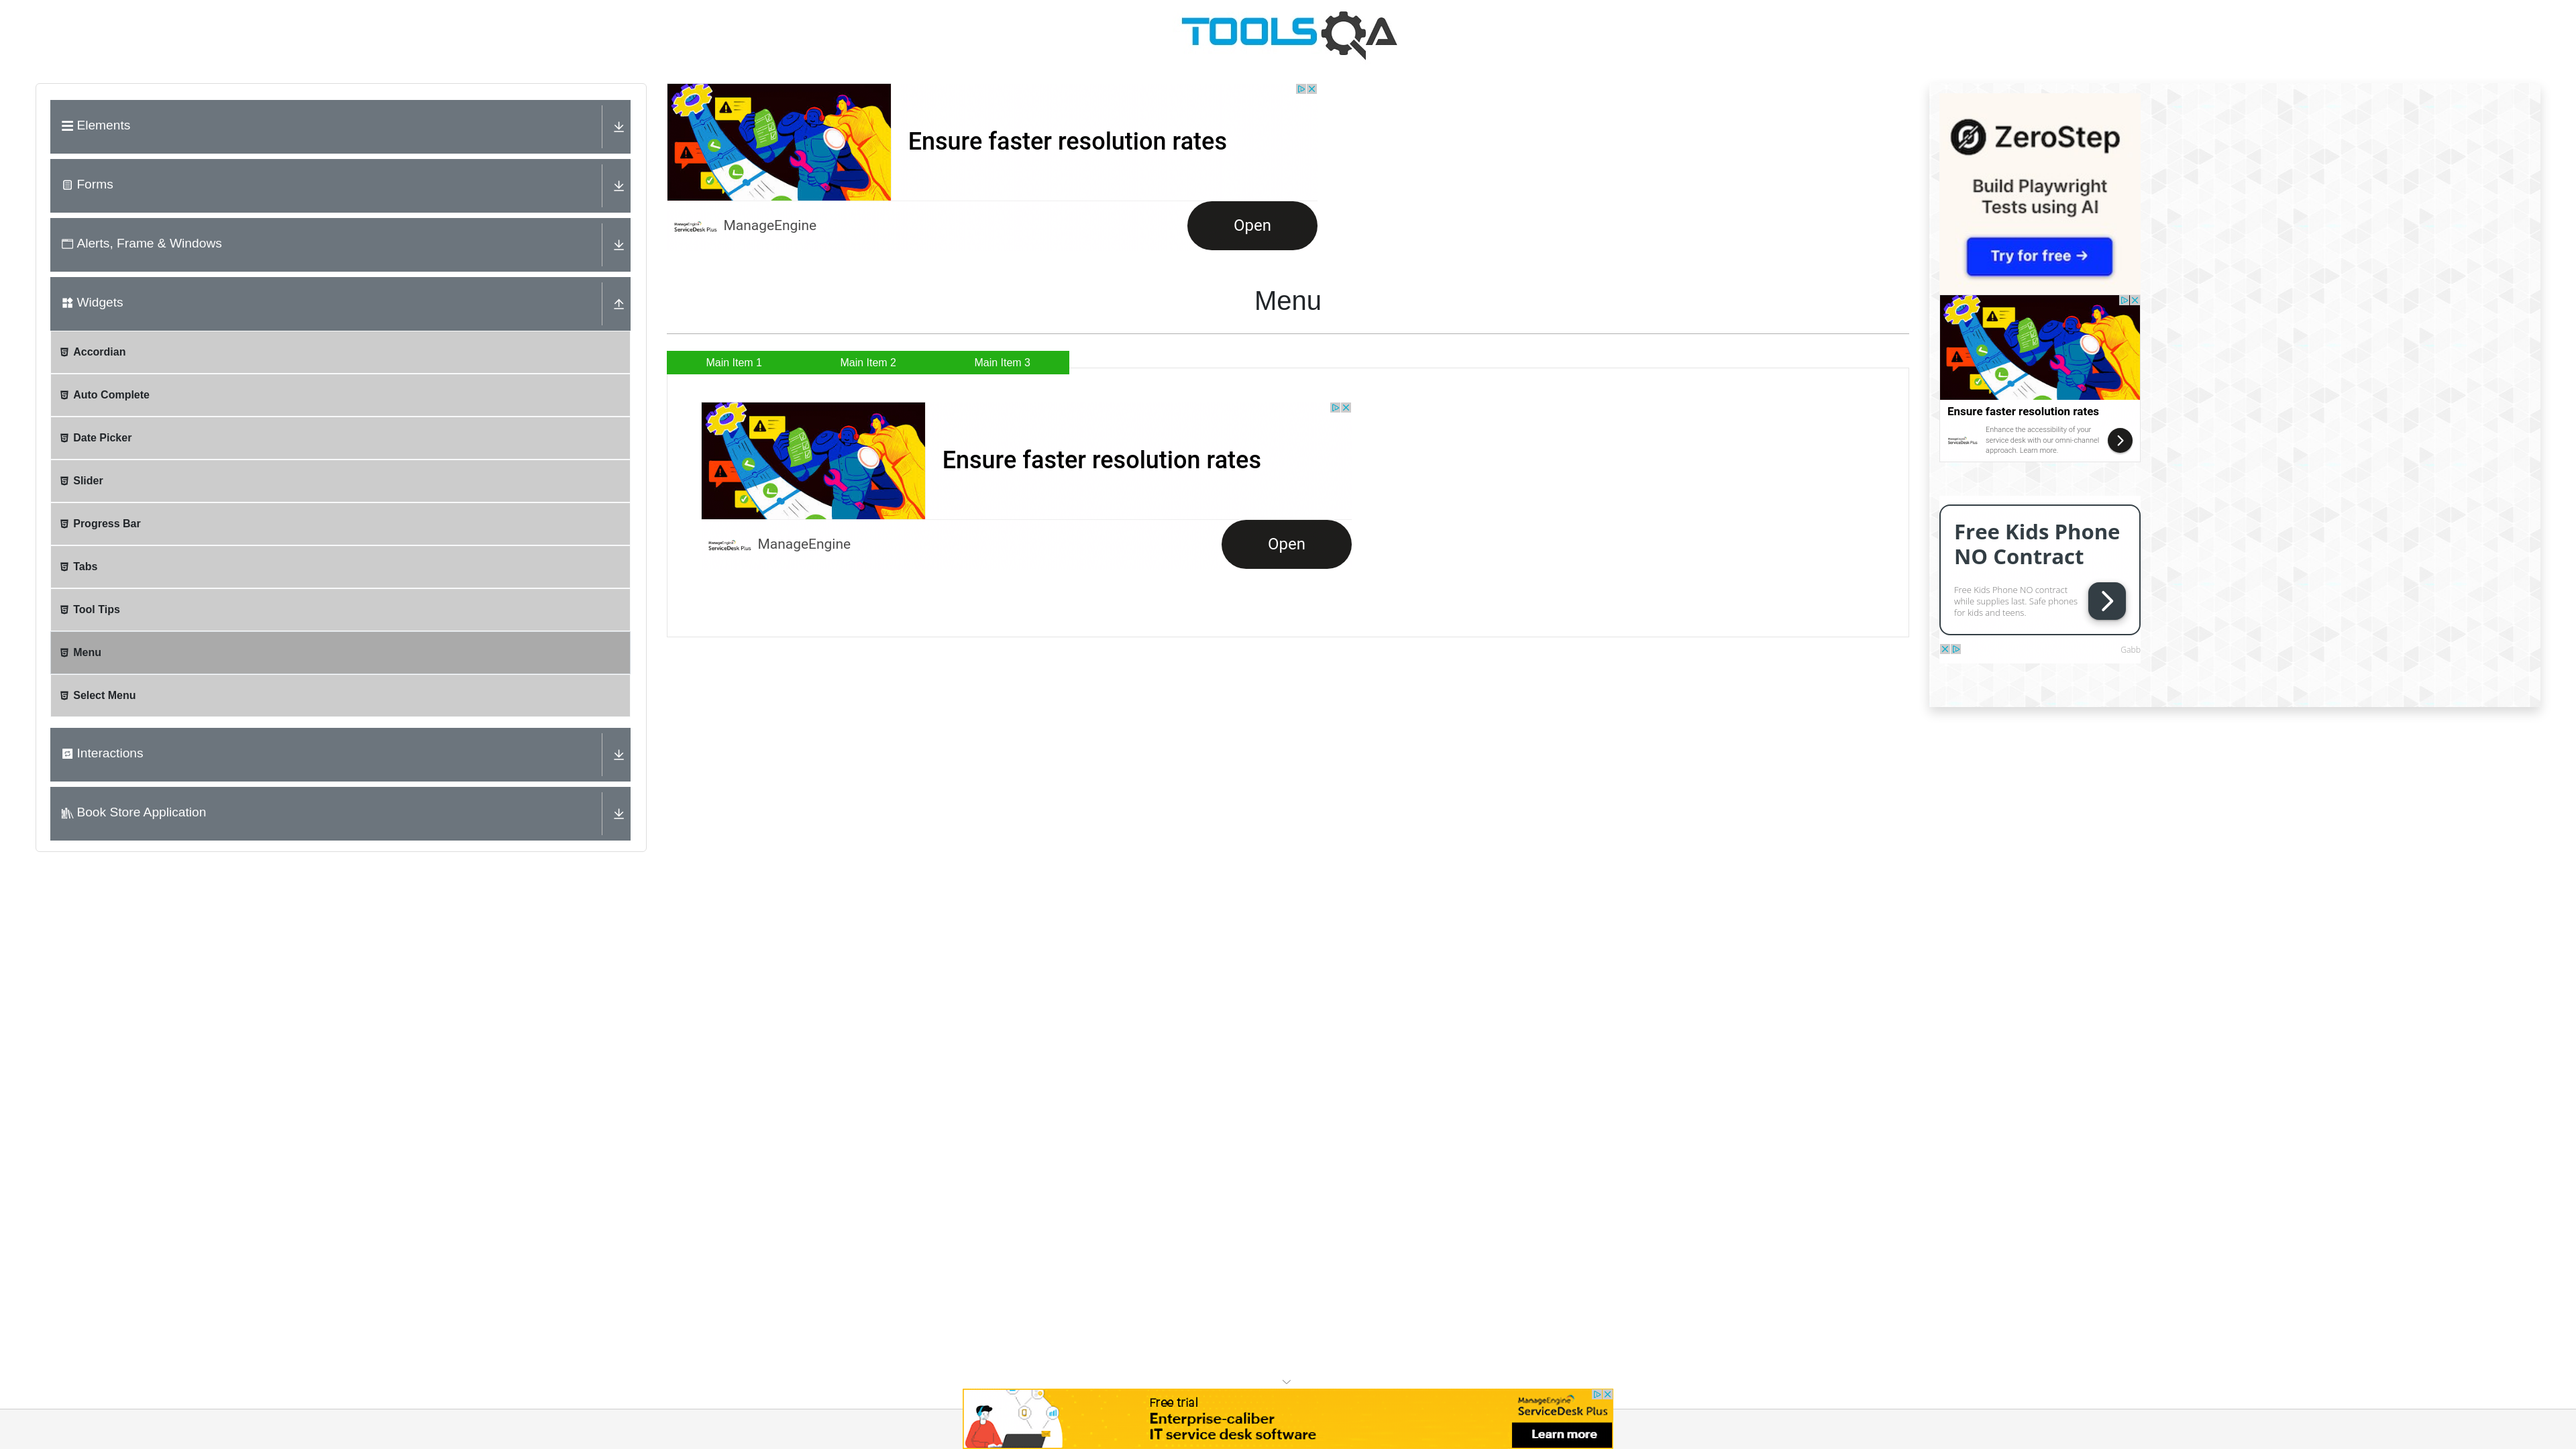 TOOLSQA
Elements
Forms
Alerts, Frame & Windows
Widgets
Accordian
Auto Complete
Date Picker
Slider
Progress Bar
Tabs
Tool Tips
Menu
Select Menu
Interactions
Book Store Application
Ensure faster resolution rates
ManageEngine
ServiceDesk Plus
ManageEngine
Open
Menu
Main Item 1
Main Item 2
Main Item 3
Ensure faster resolution rates
ManageEngine
ServiceDesk Plus
ManageEngine
Open
ZeroStep
Build Playwright
Tests using AI
Try for free →
Ensure faster resolution rates
ManageEngine
ServiceDesk Plus
Enhance the accessibility of your
service desk with our omni-channel
approach. Learn more.
Free Kids Phone
NO Contract
Free Kids Phone NO contract
while supplies last. Safe phones
for kids and teens.
Gabb
Free trial
Enterprise-caliber
IT service desk software
ManageEngine
ServiceDesk Plus
Learn more